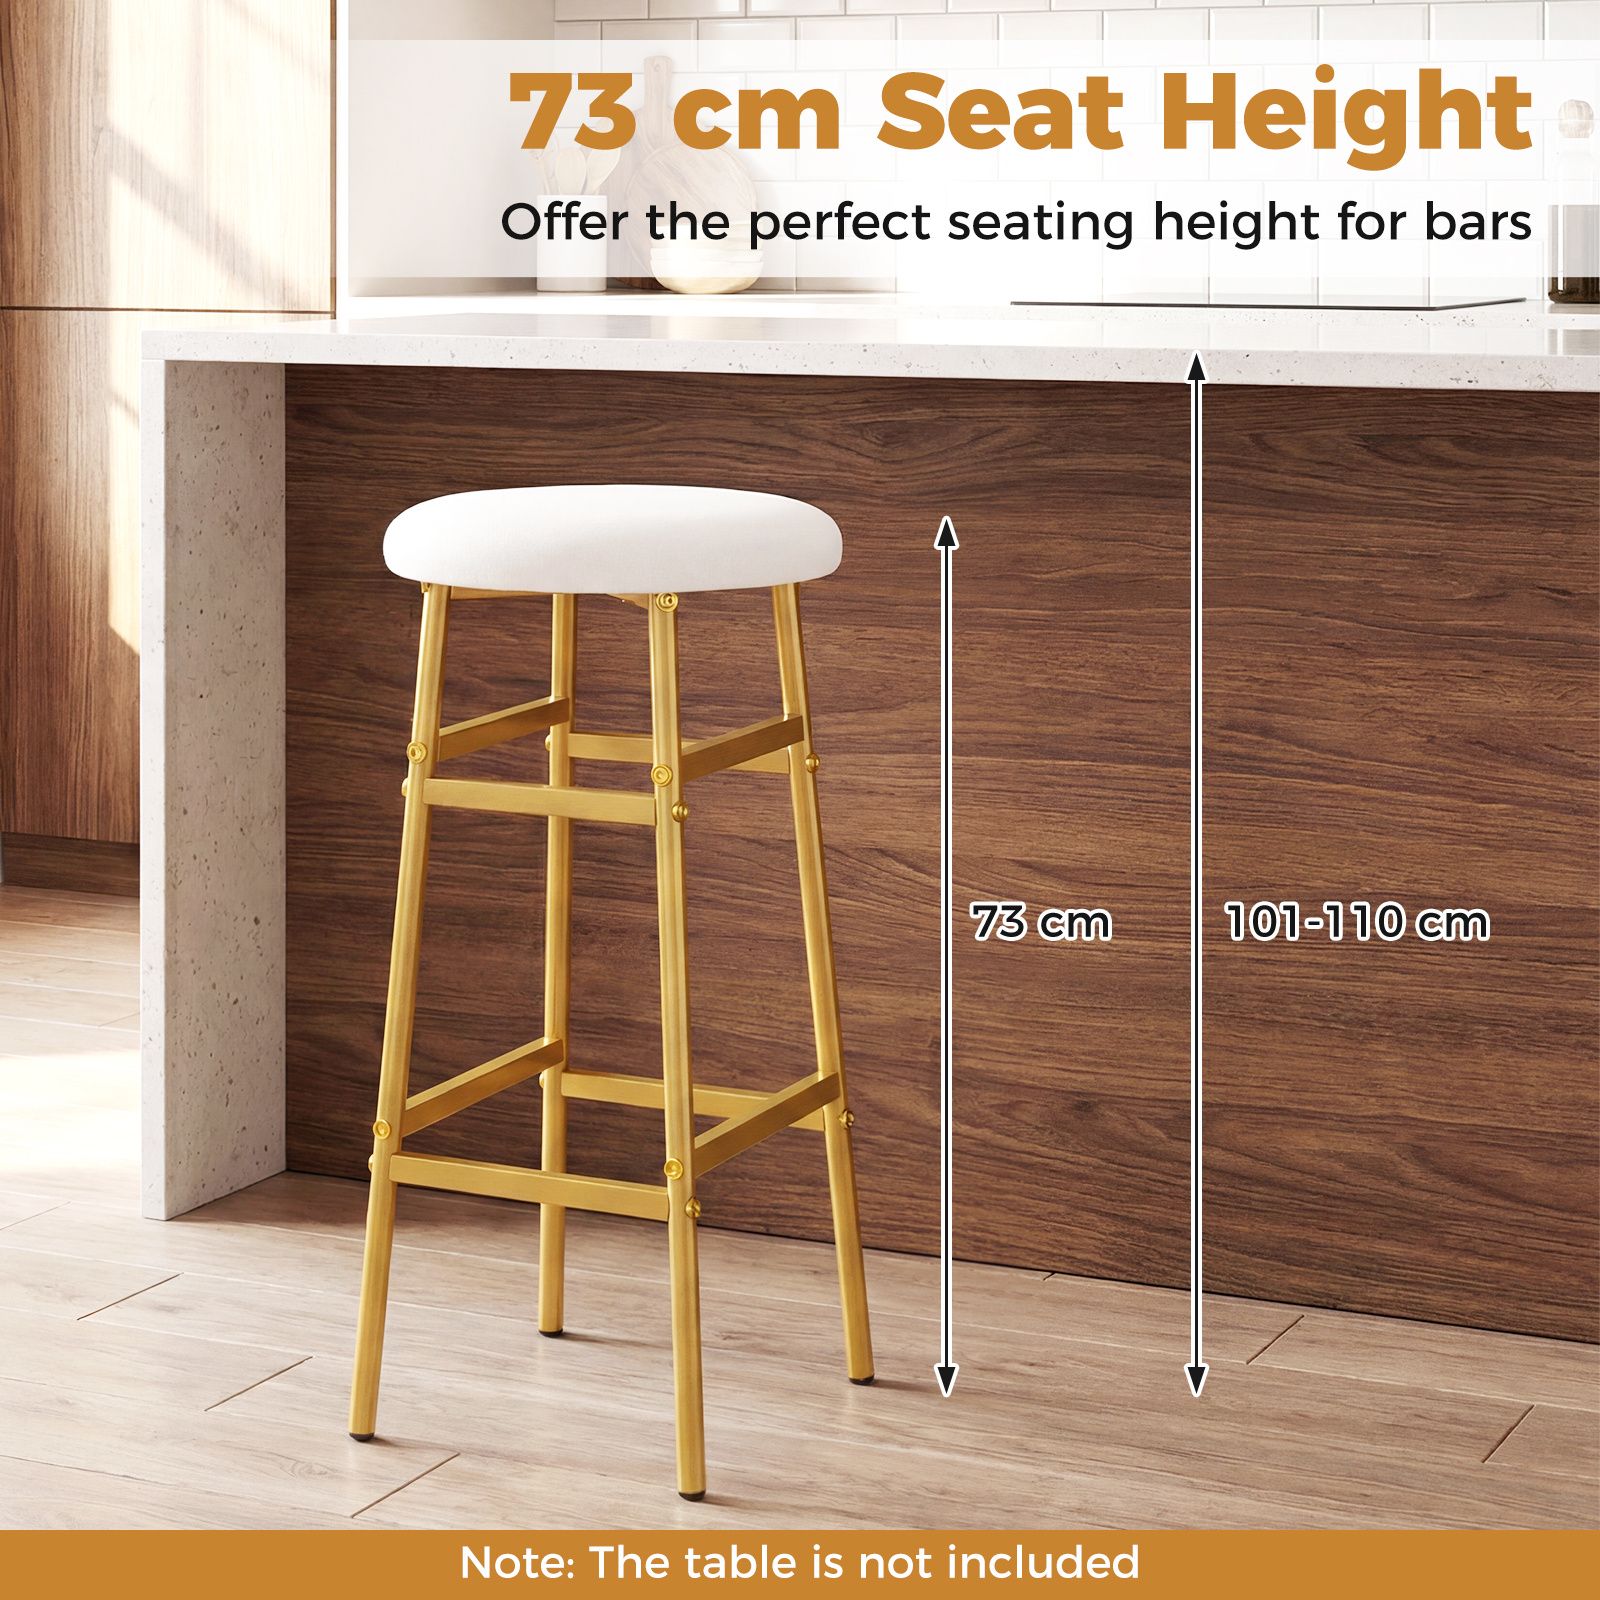 73 cm Seat Height
Offer the perfect seating height for bars
73 cm
101-110 cm
Note: The table is not included